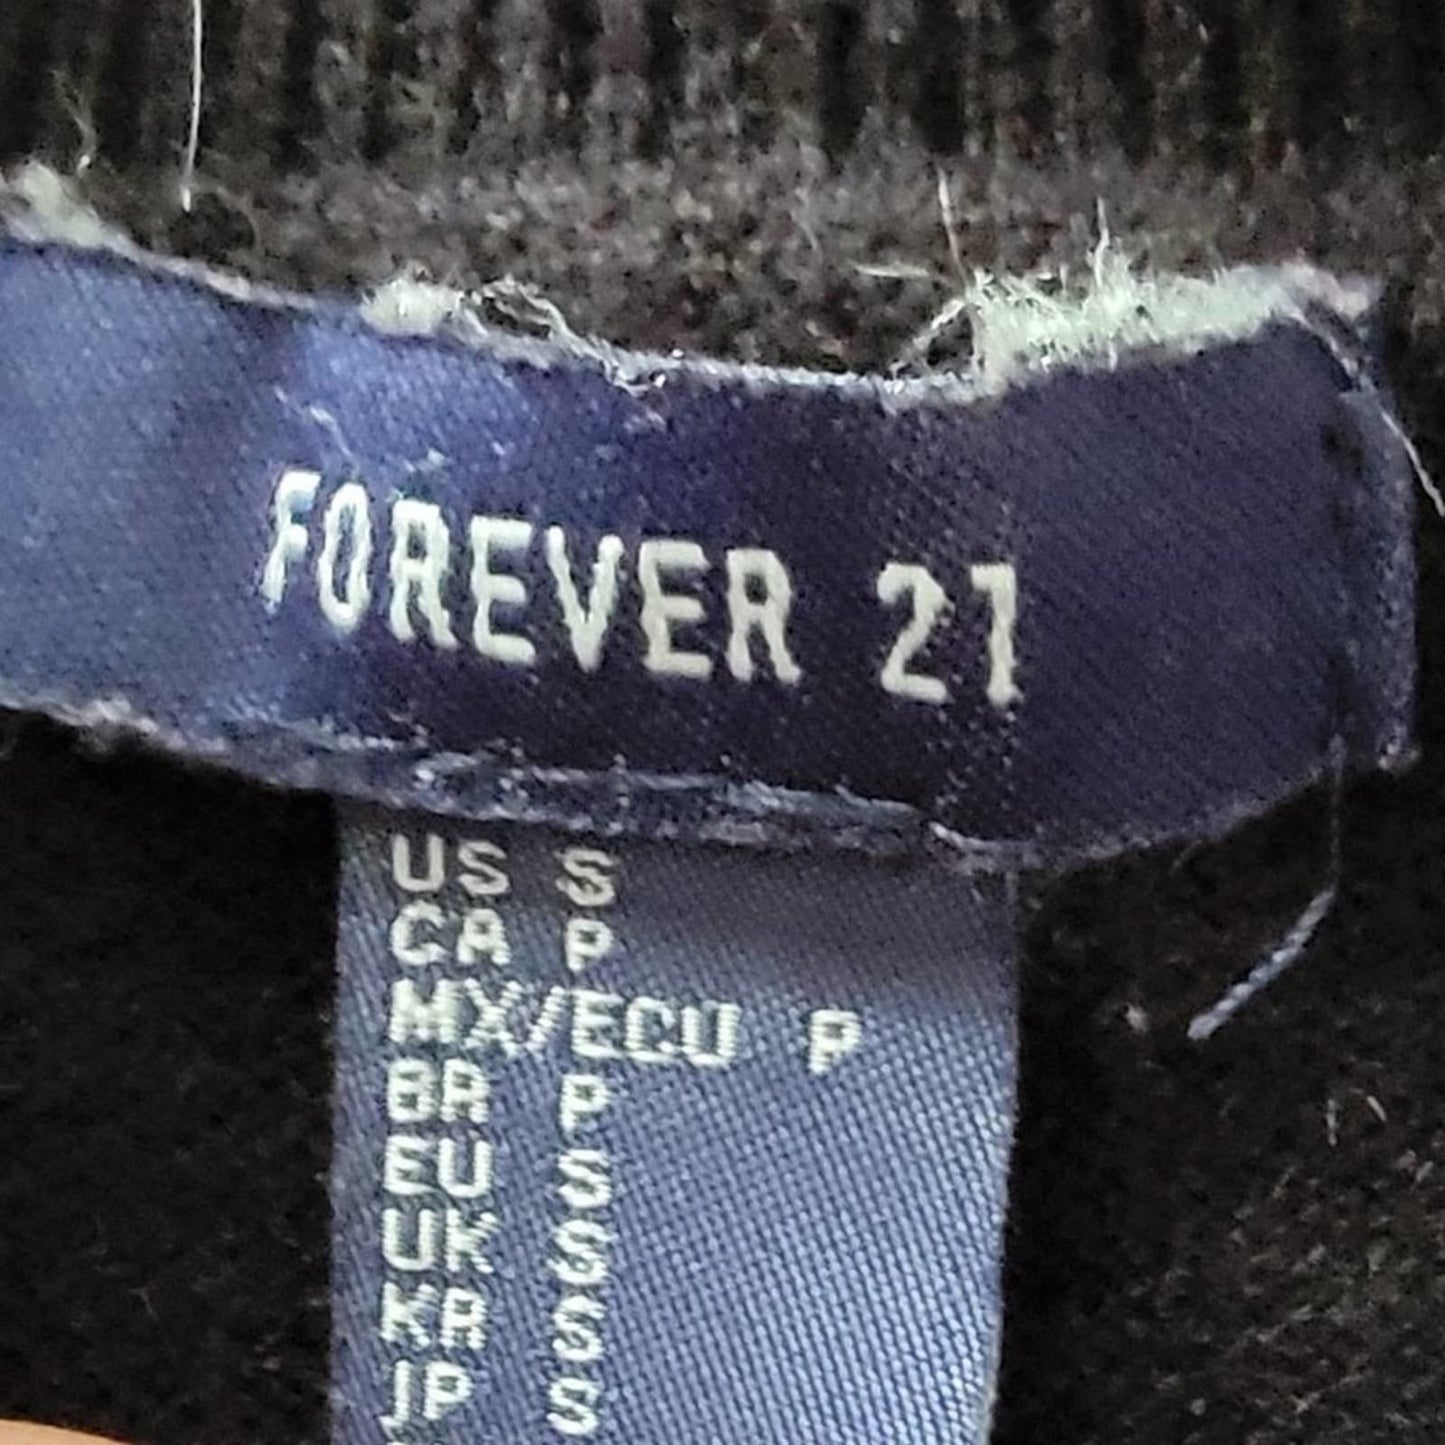 FOREVER 21
US S
CA P
MX/ECU P
BR P
EU S
UK S
KR S
JP S